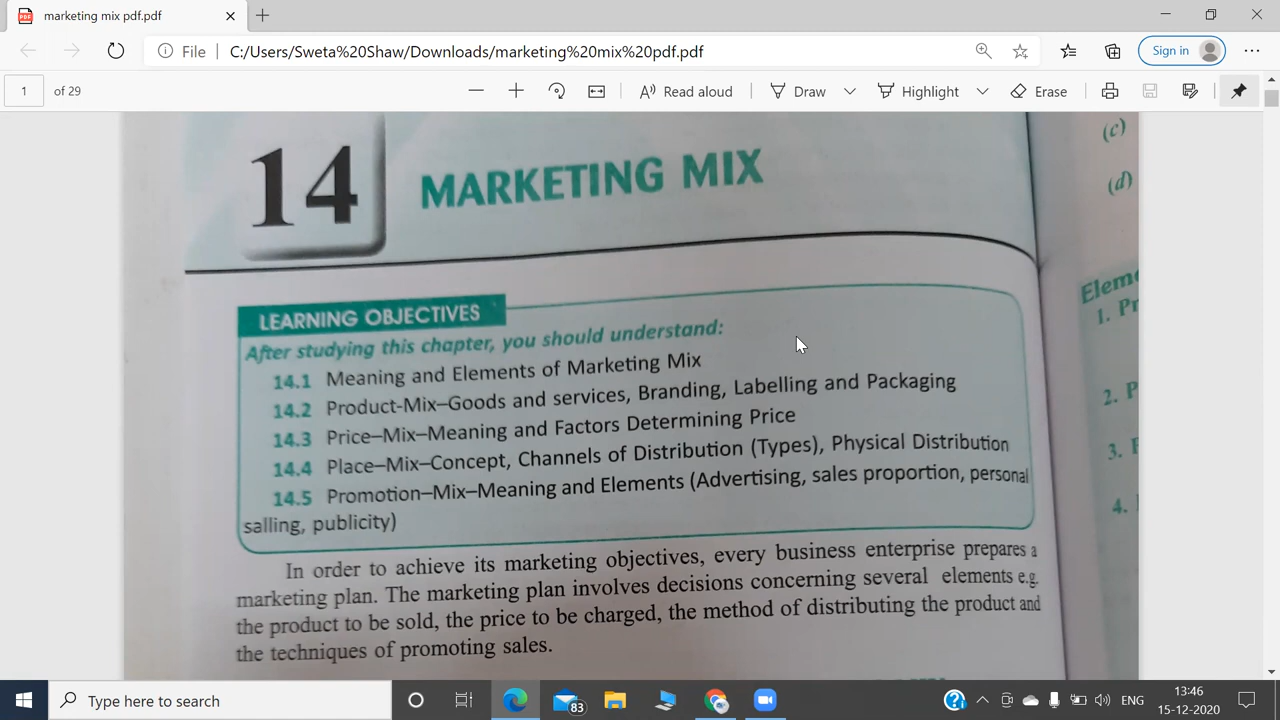 marketing mix pdf.pdf
File
C:/Users/Sweta%20Shaw/Downloads/marketing%20mix%20pdf.pdf
Sign in
1 of 29
Read aloud
Draw
Highlight
Erase
14 MARKETING MIX
LEARNING OBJECTIVES
After studying this chapter, you should understand:
14.1 Meaning and Elements of Marketing Mix
14.2 Product-Mix–Goods and services, Branding, Labelling and Packaging
14.3 Price–Mix–Meaning and Factors Determining Price
14.4 Place–Mix–Concept, Channels of Distribution (Types), Physical Distribution
14.5 Promotion–Mix–Meaning and Elements (Advertising, sales proportion, personal
salling, publicity)
In order to achieve its marketing objectives, every business enterprise prepares a
marketing plan. The marketing plan involves decisions concerning several elements e.g.
the product to be sold, the price to be charged, the method of distributing the product and
the techniques of promoting sales.
(c)
(d)
1.
2. P
3.
4.
Type here to search
83
ENG
13:46
15-12-2020